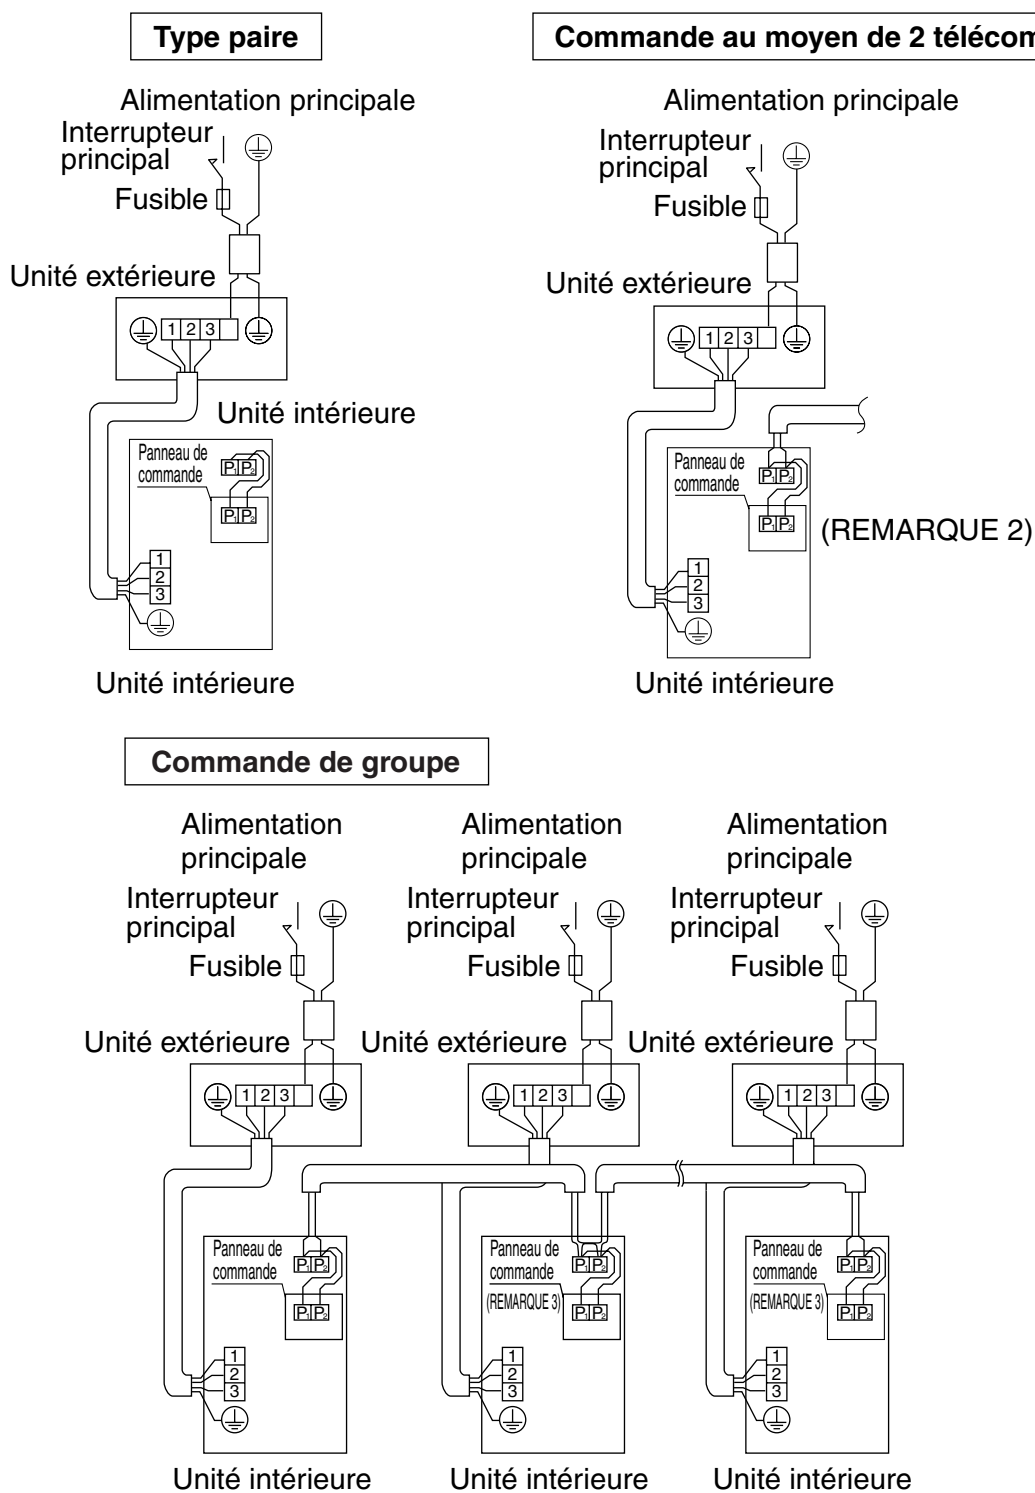 Type paire
Commande au moyen de 2 télécom
Alimentation principale
Interrupteur
principal
Fusible
Unité extérieure
1 2 3
Unité intérieure
Panneau de
commande
P1 P2
P1 P2
1
2
3
Unité intérieure
Alimentation principale
Interrupteur
principal
Fusible
Unité extérieure
1 2 3
Panneau de
commande
P1 P2
P1 P2
(REMARQUE 2)
1
2
3
Unité intérieure
Commande de groupe
Alimentation
principale
Interrupteur
principal
Fusible
Unité extérieure
1 2 3
Panneau de
commande
P1 P2
P1 P2
1
2
3
Unité intérieure
Alimentation
principale
Interrupteur
principal
Fusible
Unité extérieure
1 2 3
Panneau de
commande
(REMARQUE 3)
P1 P2
P1 P2
1
2
3
Unité intérieure
Alimentation
principale
Interrupteur
principal
Fusible
Unité extérieure
1 2 3
Panneau de
commande
(REMARQUE 3)
P1 P2
P1 P2
1
2
3
Unité intérieure